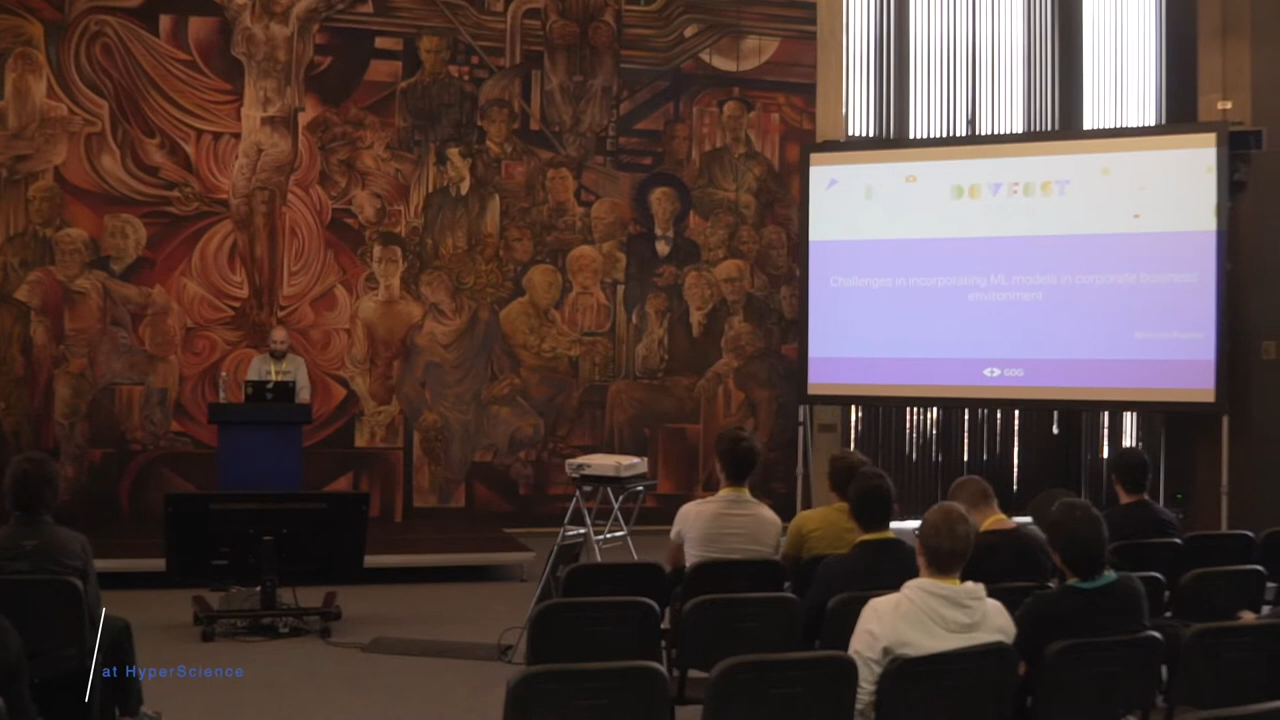 DEVFEST
Challenges in incorporating ML models in corporate business
environment
GDG
at HyperScience